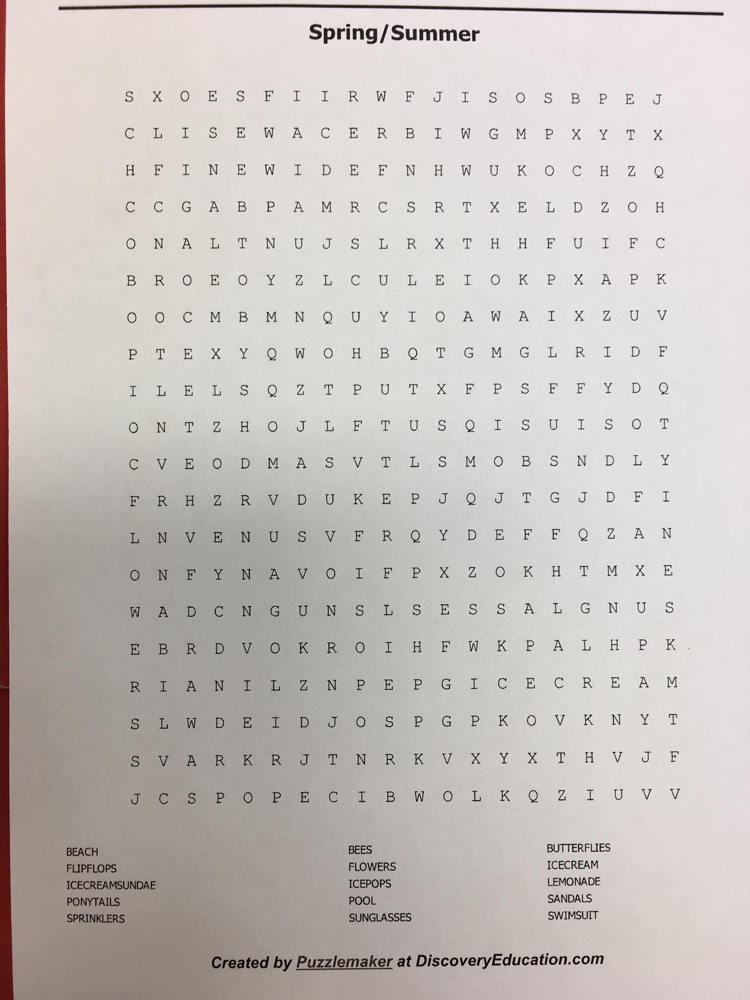 Spring/Summer
S X O E S F I I R W F J I S O S B P E J
C L I S E W A C E R B I W G M P X Y T X
H F I N E W I D E F N H W U K O C H Z Q
C C G A B P A M R C S R T X E L D Z O H
O N A L T N U J S L R X T H H F U I F C
B R O E O Y Z L C U L E I O K P X A P K
O O C M B M N Q U Y I O A W A I X Z U V
P T E X Y Q W O H B Q T G M G L R I D F
I L E L S Q Z T P U T X F P S F F Y D Q
O N T Z H O J L F T U S Q I S U I S O T
C V E O D M A S V T L S M O B S N D L Y
F R H Z R V D U K E P J Q J T G J D F I
L N V E N U S V F R Q Y D E F F Q Z A N
O N F Y N A V O I F P X Z O K H T M X E
W A D C N G U N S L S E S S A L G N U S
E B R D V O K R O I H F W K P A L H P K
R I A N I L Z N P E P G I C E C R E A M
S L W D E I D J O S P G P K O V K N Y T
S V A R K R J T N R K V X Y X T H V J F
J C S P O P E C I B W O L K Q Z I U V V
BEACH BEES BUTTERFLIES
FLIPFLOPS FLOWERS ICECREAM
ICECREAMSUNDAE ICEPOPS LEMONADE
PONYTAILS POOL SANDALS
SPRINKLERS SUNGLASSES SWIMSUIT
Created by Puzzlemaker at DiscoveryEducation.com